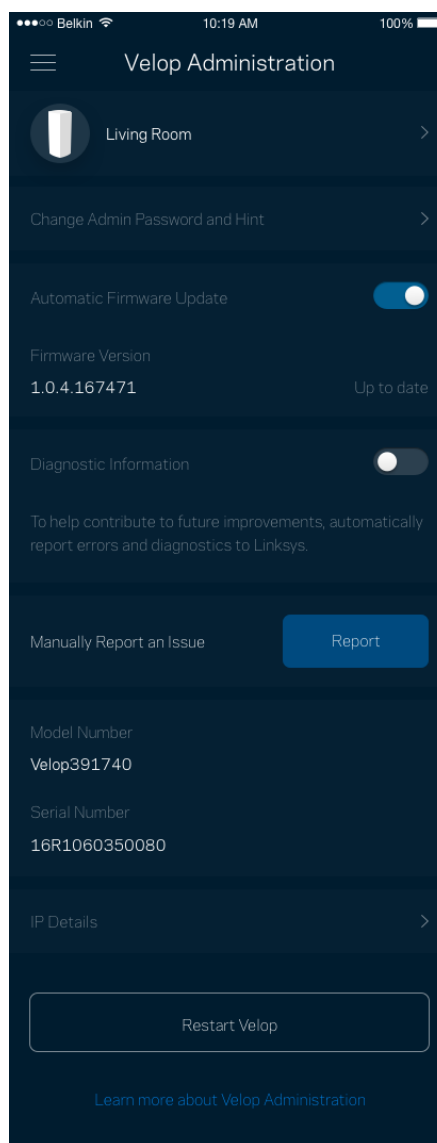 Belkin 10:19 AM 100%
Velop Administration
Living Room
Change Admin Password and Hint
Automatic Firmware Update
Firmware Version
1.0.4.167471 Up to date
Diagnostic Information
To help contribute to future improvements, automatically
report errors and diagnostics to Linksys.
Manually Report an Issue Report
Model Number
Velop391740
Serial Number
16R1060350080
IP Details
Restart Velop
Learn more about Velop Administration